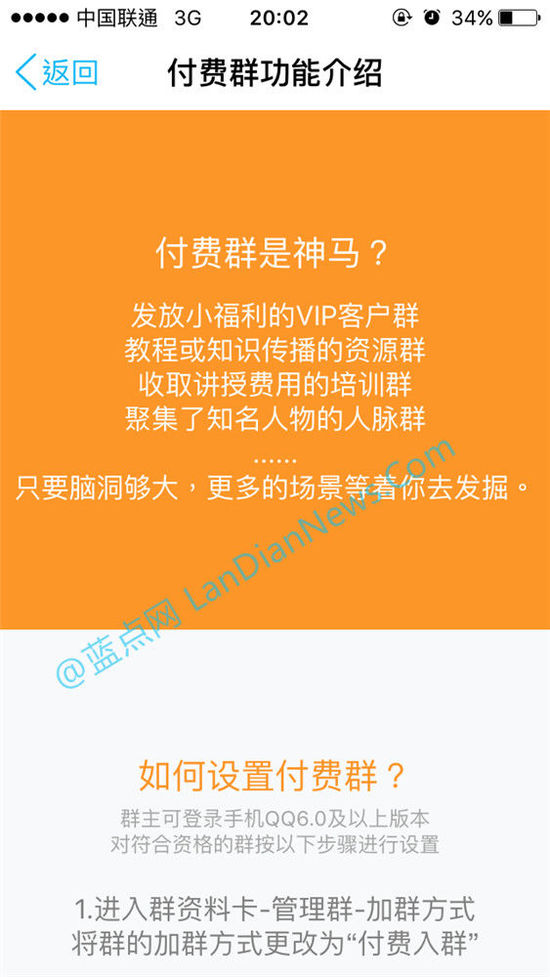 中国联通 3G 20:02 34%
返回 付费群功能介绍
付费群是神马？
发放小福利的VIP客户群
教程或知识传播的资源群
收取讲授费用的培训群
聚集了知名人物的人脉群
......
只要脑洞够大，更多的场景等着你去发掘。
@蓝点网 LanDianNews.Com
如何设置付费群？
群主可登录手机QQ6.0及以上版本
对符合资格的群按以下步骤进行设置
1.进入群资料卡-管理群-加群方式
将群的加群方式更改为“付费入群”